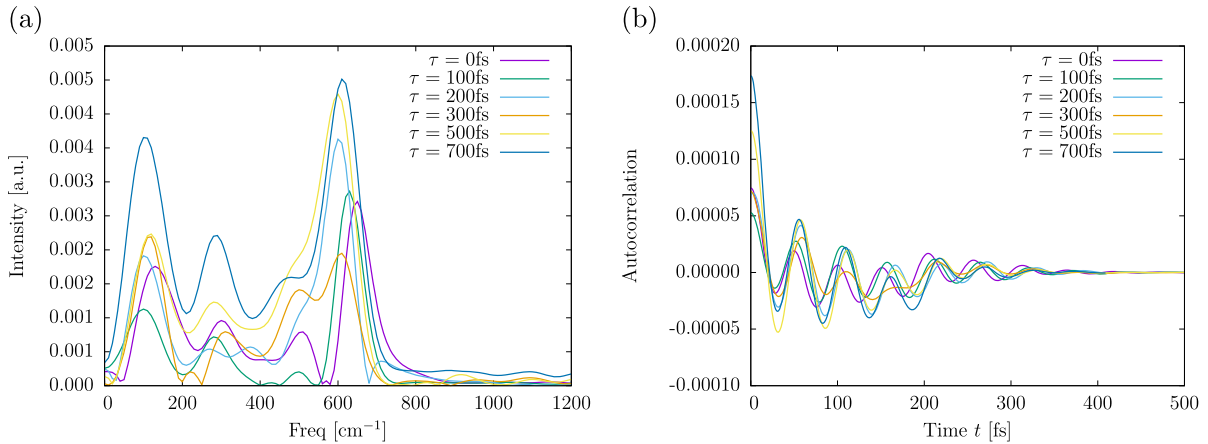 (a)
0.005
0.005
0.004
0.004
0.003
0.003
0.002
0.002
0.001
0.001
0.000
Intensity [a.u.]
0
200
400
600
800
1000
1200
Freq [cm⁻¹]
τ = 0fs
τ = 100fs
τ = 200fs
τ = 300fs
τ = 500fs
τ = 700fs
(b)
0.00020
0.00015
0.00010
0.00005
0.00000
-0.00005
-0.00010
Autocorrelation
0
100
200
300
400
500
Time t [fs]
τ = 0fs
τ = 100fs
τ = 200fs
τ = 300fs
τ = 500fs
τ = 700fs